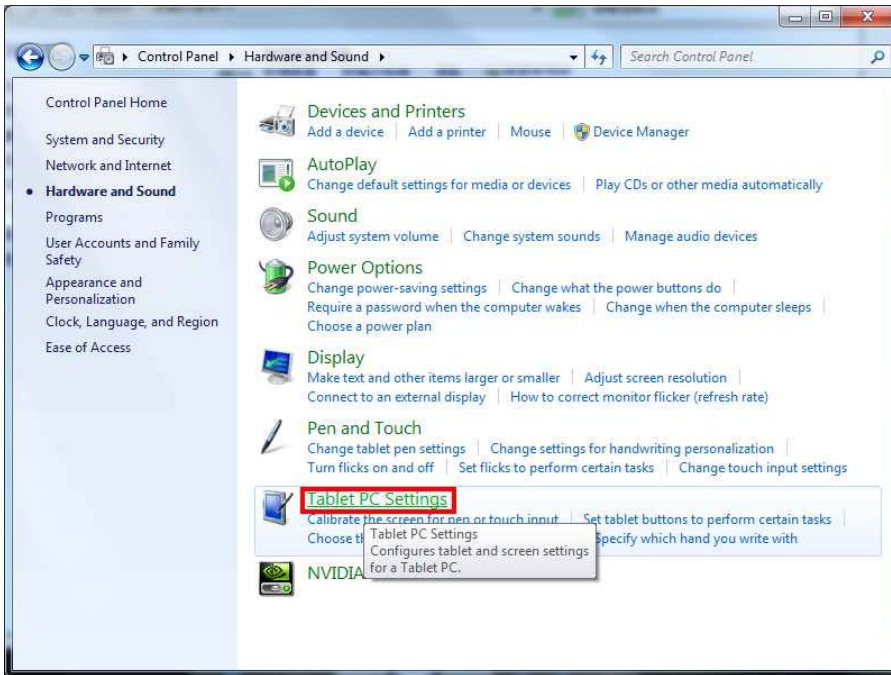 Control Panel Hardware and Sound
Search Control Panel
Control Panel Home
System and Security
Network and Internet
Hardware and Sound
Programs
User Accounts and Family
Safety
Appearance and
Personalization
Clock, Language, and Region
Ease of Access
Devices and Printers
Add a device Add a printer Mouse Device Manager
AutoPlay
Change default settings for media or devices Play CDs or other media automatically
Sound
Adjust system volume Change system sounds Manage audio devices
Power Options
Change power-saving settings Change what the power buttons do
Require a password when the computer wakes Change when the computer sleeps
Choose a power plan
Display
Make text and other items larger or smaller Adjust screen resolution
Connect to an external display How to correct monitor flicker (refresh rate)
Pen and Touch
Change tablet pen settings Change settings for handwriting personalization
Turn flicks on and off Set flicks to perform certain tasks Change touch input settings
Tablet PC Settings
Calibrate the screen for pen or touch input Set tablet buttons to perform certain tasks
Choose Specify which hand you write with
Tablet PC Settings
Configures tablet and screen settings
for a Tablet PC.
NVIDIA